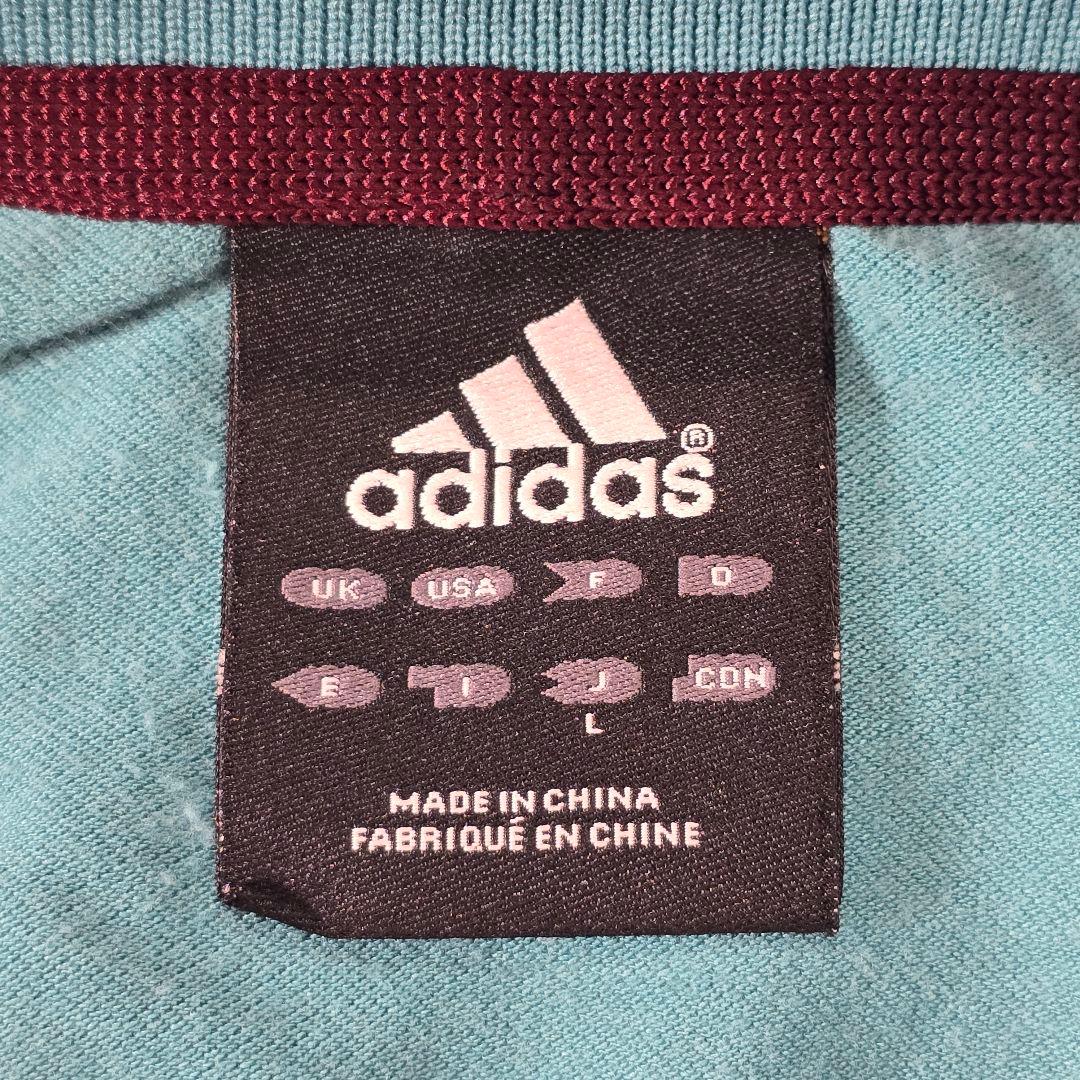 adidas®
UK USA F D
E I J CDN
L
MADE IN CHINA
FABRIQUÉ EN CHINE